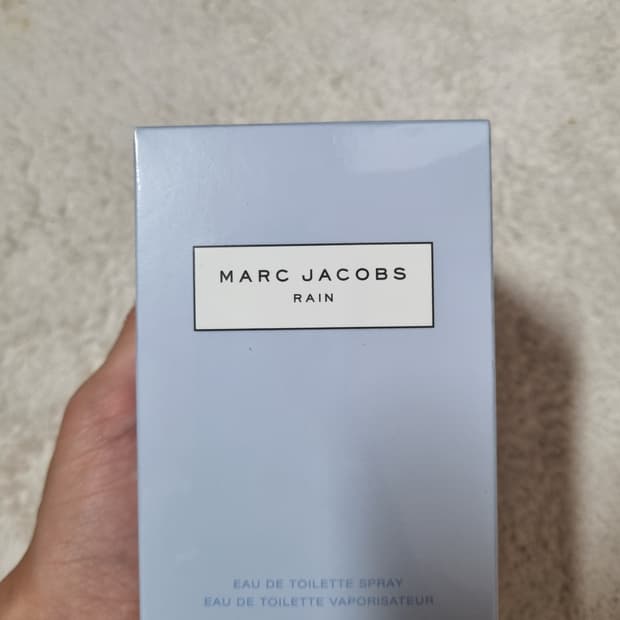 MARC JACOBS
RAIN
EAU DE TOILETTE SPRAY
EAU DE TOILETTE VAPORISATEUR